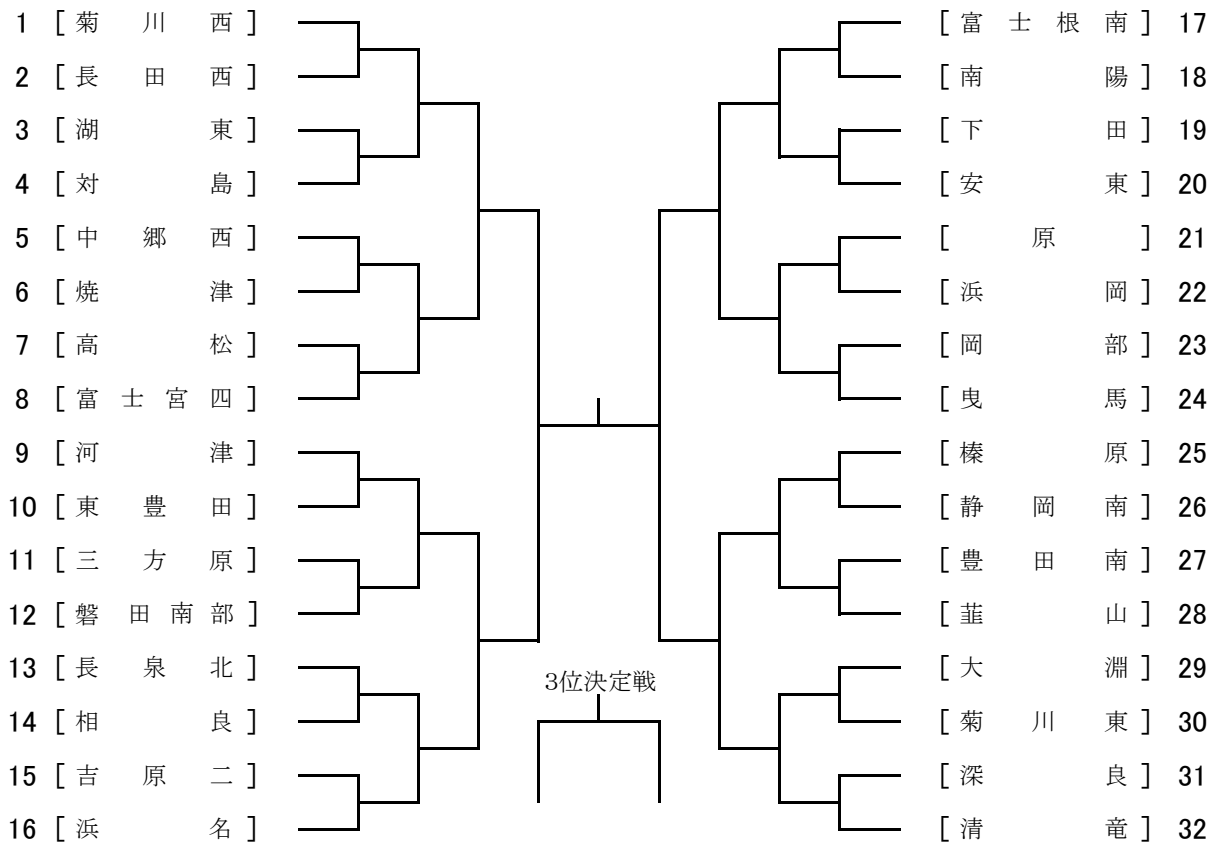 1 [菊川西] [富士根南] 17
2 [長田西] [南陽] 18
3 [湖東] [下田] 19
4 [対島] [安東] 20
5 [中郷西] [原] 21
6 [焼津] [浜岡] 22
7 [高松] [岡部] 23
8 [富士宮四] [曳馬] 24
9 [河津] [榛原] 25
10 [東豊田] [静岡南] 26
11 [三方原] [豊田南] 27
12 [磐田南部] [韮山] 28
13 [長泉北] [大淵] 29
3位決定戦
14 [相良] [菊川東] 30
15 [吉原二] [深良] 31
16 [浜名] [清竜] 32